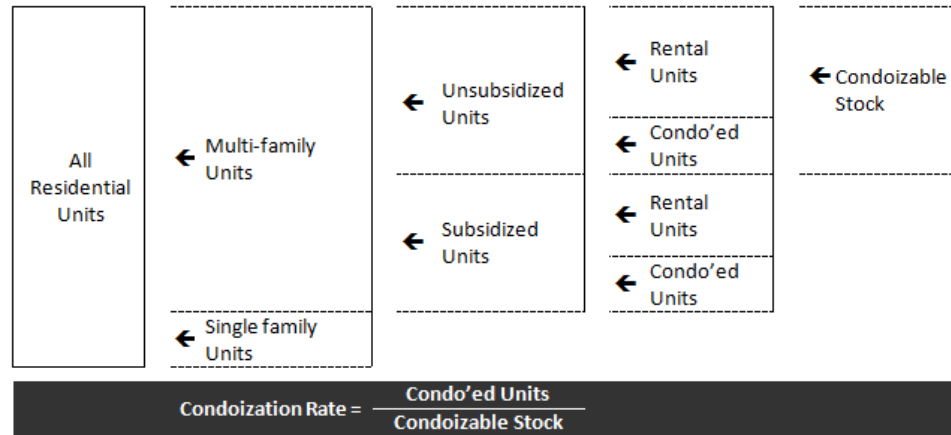 All
Residential
Units
← Multi-family
Units
← Single family
Units
← Unsubsidized
Units
← Subsidized
Units
← Rental
Units
← Condo’ed
Units
← Rental
Units
← Condo’ed
Units
← Condoizable
Stock
Condoization Rate =
Condo’ed Units
Condoizable Stock